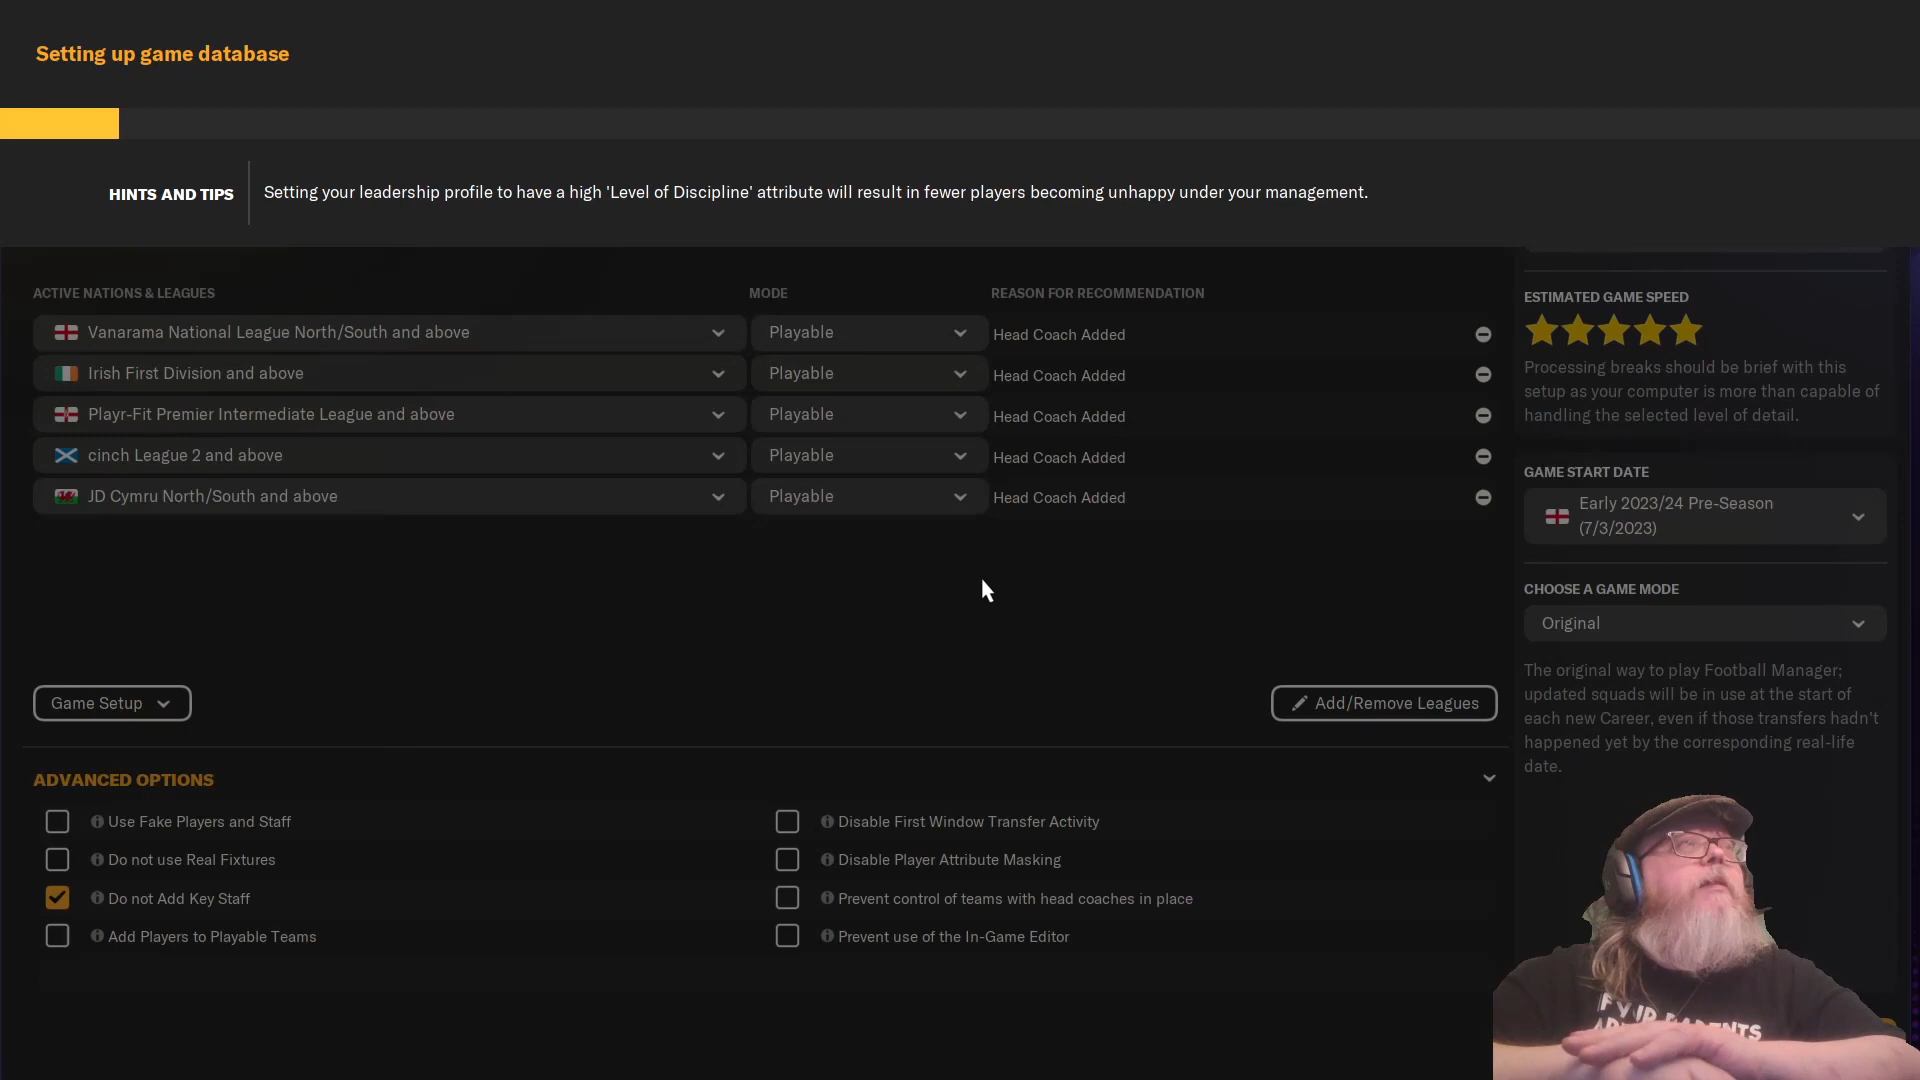 Setting up game database
HINTS AND TIPS
Setting your leadership profile to have a high 'Level of Discipline' attribute will result in fewer players becoming unhappy under your management.
ACTIVE NATIONS & LEAGUES
MODE
REASON FOR RECOMMENDATION
Vanarama National League North/South and above
Playable
Head Coach Added
Irish First Division and above
Playable
Head Coach Added
Playr-Fit Premier Intermediate League and above
Playable
Head Coach Added
cinch League 2 and above
Playable
Head Coach Added
JD Cymru North/South and above
Playable
Head Coach Added
Game Setup
Add/Remove Leagues
ADVANCED OPTIONS
Use Fake Players and Staff
Do not use Real Fixtures
Do not Add Key Staff
Add Players to Playable Teams
Disable First Window Transfer Activity
Disable Player Attribute Masking
Prevent control of teams with head coaches in place
Prevent use of the In-Game Editor
ESTIMATED GAME SPEED
Processing breaks should be brief with this
setup as your computer is more than capable of
handling the selected level of detail.
GAME START DATE
Early 2023/24 Pre-Season
(7/3/2023)
CHOOSE A GAME MODE
Original
The original way to play Football Manager;
updated squads will be in use at the start of
each new Career, even if those transfers hadn't
happened yet by the corresponding real-life
date.